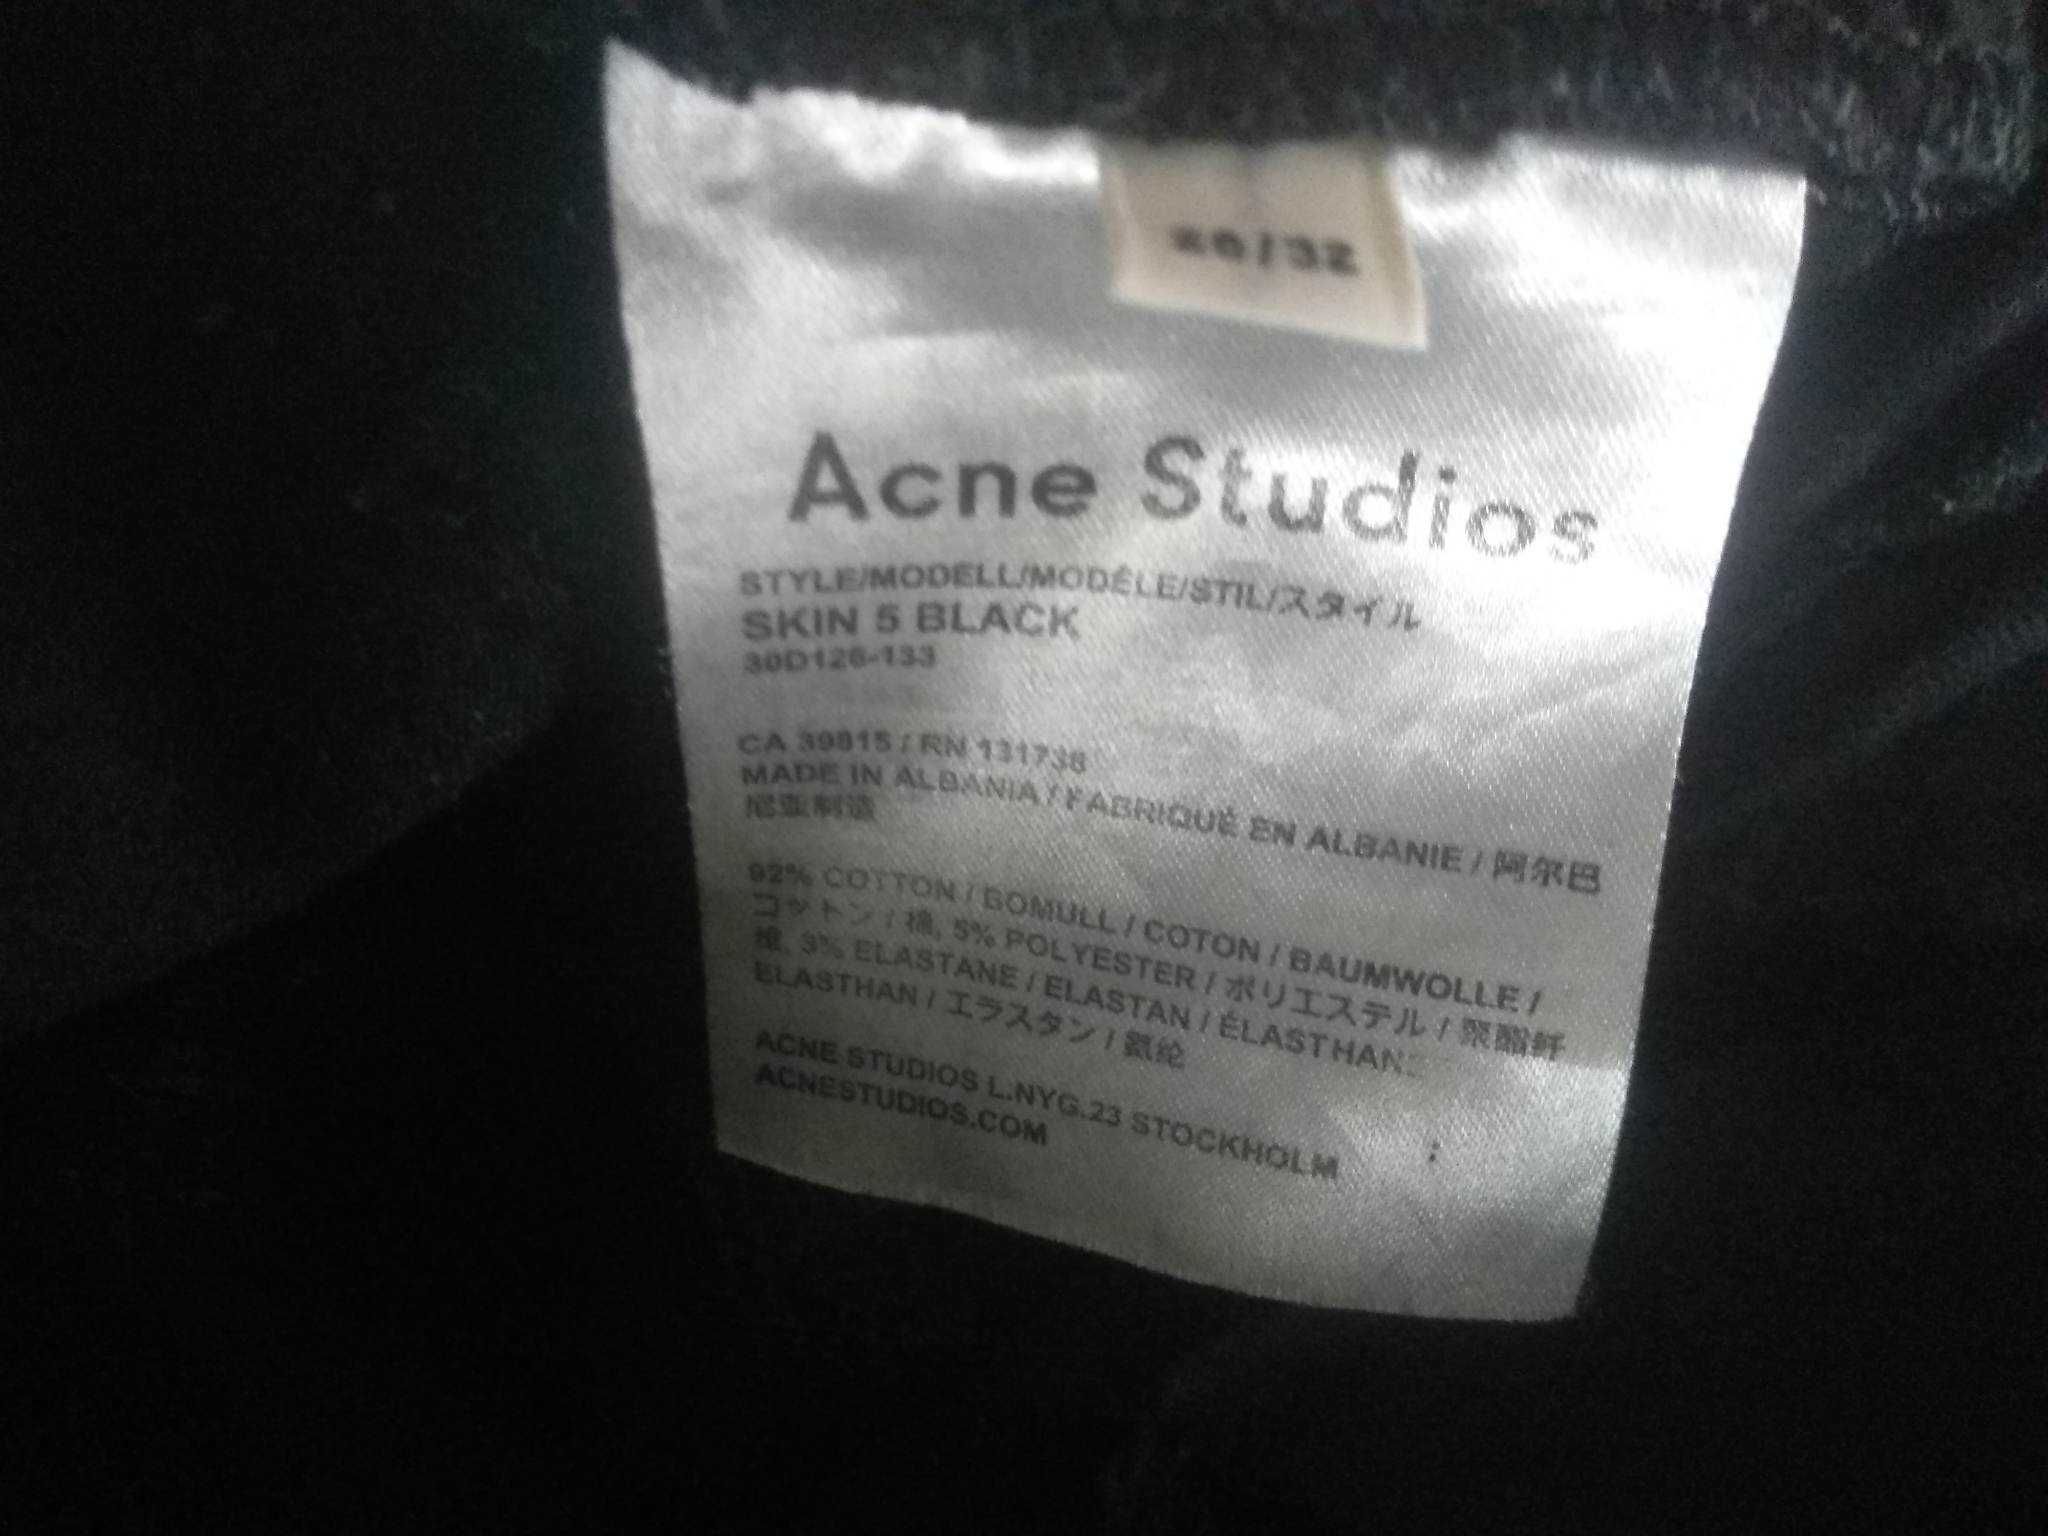 26/32
Acne Studios
STYLE/MODELL/MODÈLE/STIL/スタイル
SKIN 5 BLACK
30D126-133
CA 39815 / RN 131738
MADE IN ALBANIA / FABRIQUÉ EN ALBANIE / 阿尔巴
尼亚制造
92% COTTON / BOMULL / COTON / BAUMWOLLE /
コットン / 棉, 5% POLYESTER / ポリエステル / 聚酯纤
维, 3% ELASTANE / ELASTAN / ÉLASTHANE
ELASTHAN / エラスタン / 氨纶
ACNE STUDIOS L.NYG.23 STOCKHOLM
ACNESTUDIOS.COM